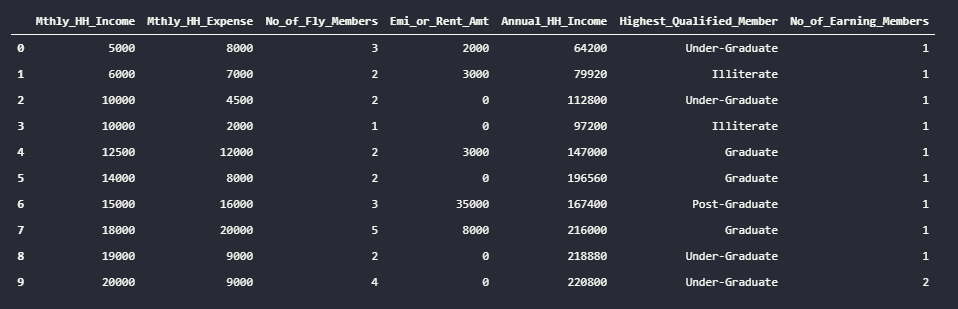 Mthly_HH_Income Mthly_HH_Expense No_of_Fly_Members Emi_or_Rent_Amt Annual_HH_Income Highest_Qualified_Member No_of_Earning_Members
0 5000 8000 3 2000 64200 Under-Graduate 1
1 6000 7000 2 3000 79920 Illiterate 1
2 10000 4500 2 0 112800 Under-Graduate 1
3 10000 2000 1 0 97200 Illiterate 1
4 12500 12000 2 3000 147000 Graduate 1
5 14000 8000 2 0 196560 Graduate 1
6 15000 16000 3 35000 167400 Post-Graduate 1
7 18000 20000 5 8000 216000 Graduate 1
8 19000 9000 2 0 218880 Under-Graduate 1
9 20000 9000 4 0 220800 Under-Graduate 2